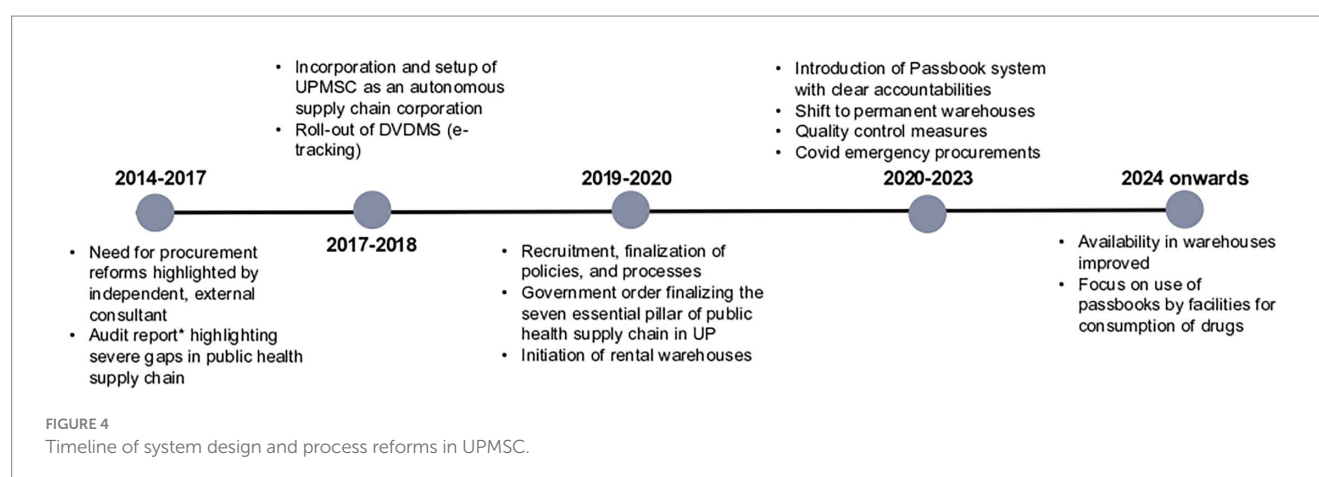 • Incorporation and setup of
UPMSC as an autonomous
supply chain corporation
• Roll-out of DVDMS (e-
tracking)
• Introduction of Passbook system
with clear accountabilities
• Shift to permanent warehouses
• Quality control measures
• Covid emergency procurements
2014-2017
2019-2020
2020-2023
2024 onwards
2017-2018
• Need for procurement
reforms highlighted by
independent, external
consultant
• Audit report* highlighting
severe gaps in public health
supply chain
• Recruitment, finalization of
policies, and processes
• Government order finalizing the
seven essential pillar of public
health supply chain in UP
• Initiation of rental warehouses
• Availability in warehouses
improved
• Focus on use of
passbooks by facilities for
consumption of drugs
FIGURE 4
Timeline of system design and process reforms in UPMSC.